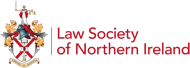 Law Society
of Northern Ireland